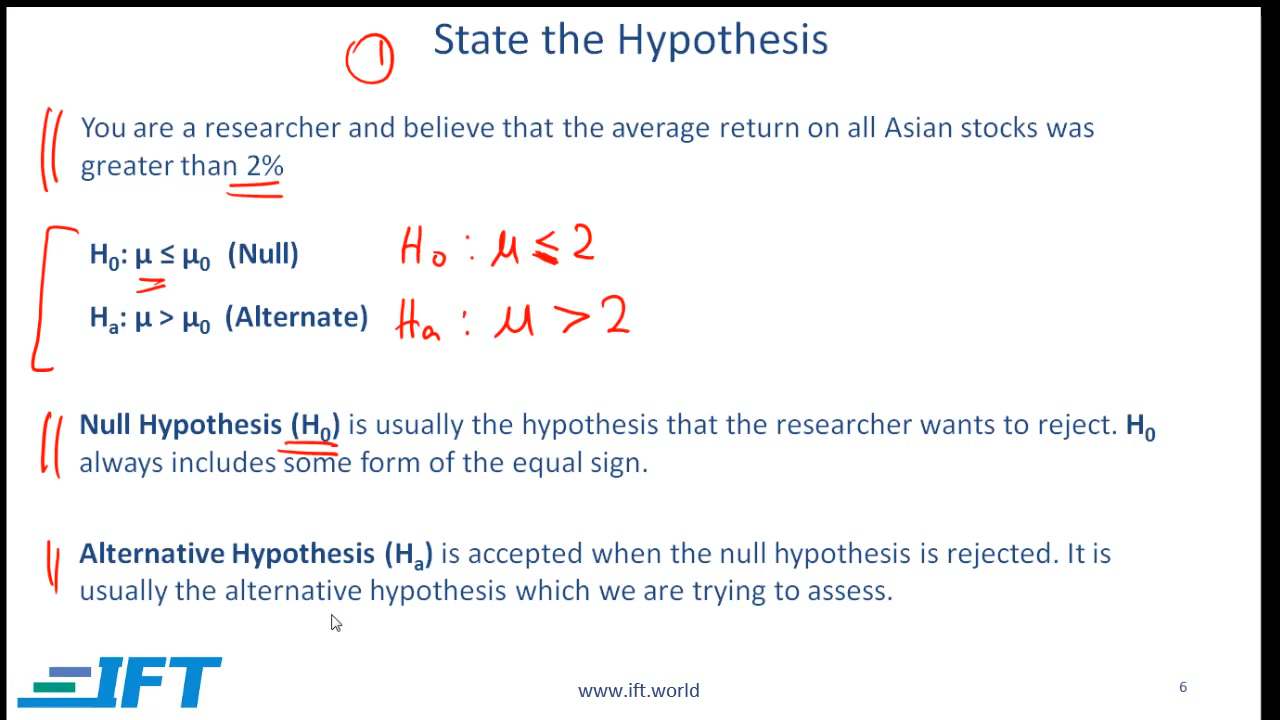 ① State the Hypothesis
You are a researcher and believe that the average return on all Asian stocks was
greater than 2%
H₀: μ ≤ μ₀ (Null) H₀ : μ ≤ 2
Hₐ: μ > μ₀ (Alternate) Hₐ : μ > 2
Null Hypothesis (H₀) is usually the hypothesis that the researcher wants to reject. H₀
always includes some form of the equal sign.
Alternative Hypothesis (Hₐ) is accepted when the null hypothesis is rejected. It is
usually the alternative hypothesis which we are trying to assess.
IFT www.ift.world 6